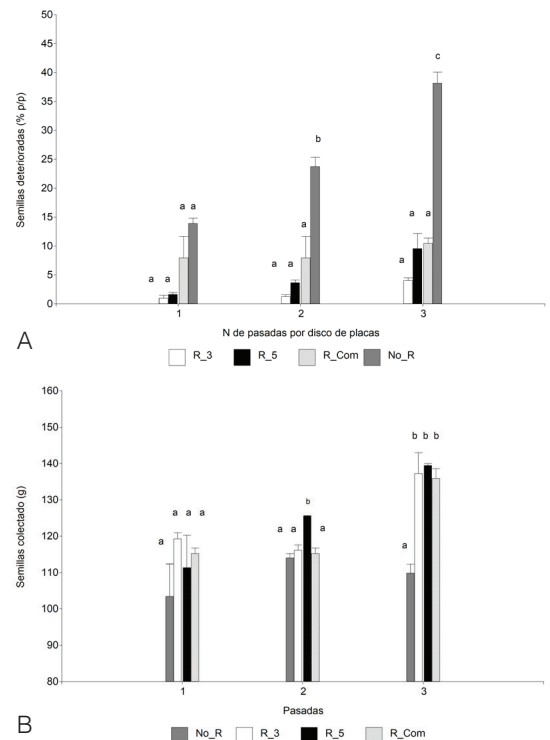 50
45
40
35
30
25
20
15
10
5
0
Semillas deterioradas (% p/p)
a a a a
a a a b
a a a c
1 2 3
N de pasadas por disco de placas
A
R_3 R_5 R_Com No_R
160
150
140
130
120
110
100
90
80
Semillas colectado (g)
a a a a
a a b a
a b b b
1 2 3
Pasadas
B
No_R R_3 R_5 R_Com